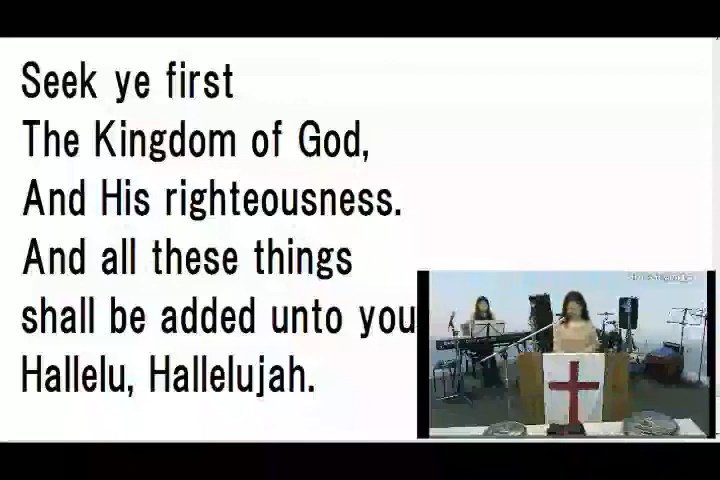 Seek ye first
The Kingdom of God,
And His righteousness.
And all these things
shall be added unto you
Hallelu, Hallelujah.